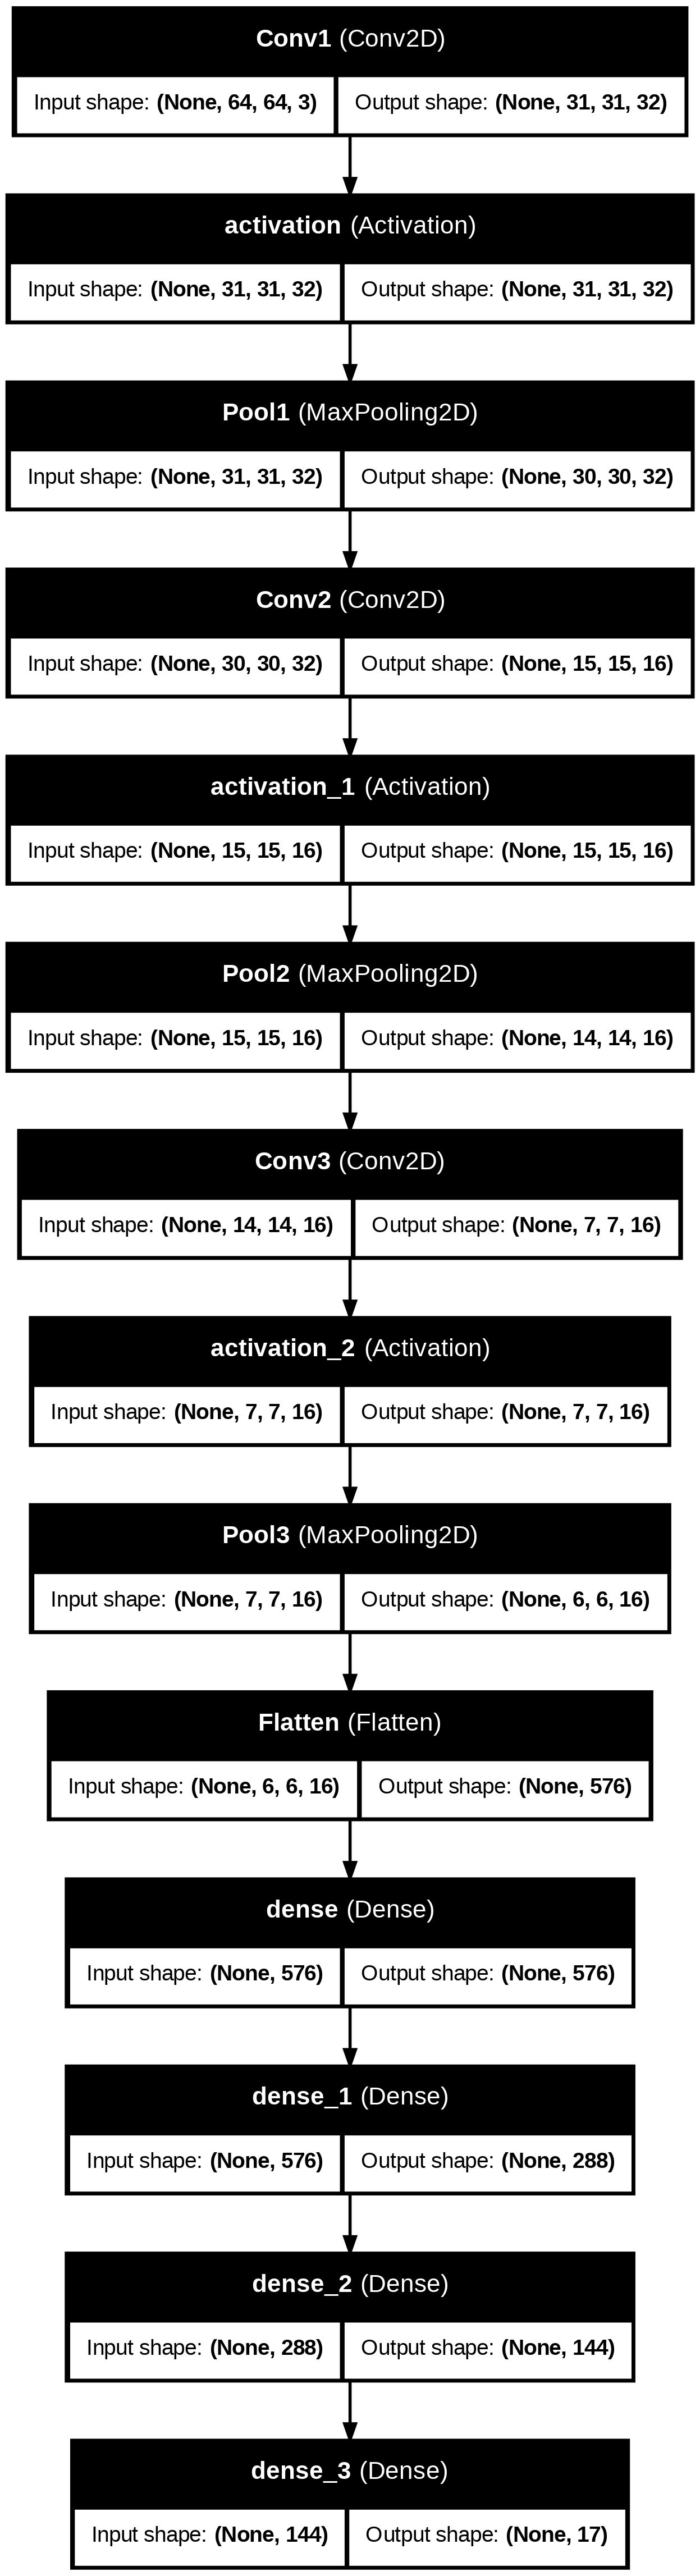 Conv1 (Conv2D)
Input shape: (None, 64, 64, 3) Output shape: (None, 31, 31, 32)
activation (Activation)
Input shape: (None, 31, 31, 32) Output shape: (None, 31, 31, 32)
Pool1 (MaxPooling2D)
Input shape: (None, 31, 31, 32) Output shape: (None, 30, 30, 32)
Conv2 (Conv2D)
Input shape: (None, 30, 30, 32) Output shape: (None, 15, 15, 16)
activation_1 (Activation)
Input shape: (None, 15, 15, 16) Output shape: (None, 15, 15, 16)
Pool2 (MaxPooling2D)
Input shape: (None, 15, 15, 16) Output shape: (None, 14, 14, 16)
Conv3 (Conv2D)
Input shape: (None, 14, 14, 16) Output shape: (None, 7, 7, 16)
activation_2 (Activation)
Input shape: (None, 7, 7, 16) Output shape: (None, 7, 7, 16)
Pool3 (MaxPooling2D)
Input shape: (None, 7, 7, 16) Output shape: (None, 6, 6, 16)
Flatten (Flatten)
Input shape: (None, 6, 6, 16) Output shape: (None, 576)
dense (Dense)
Input shape: (None, 576) Output shape: (None, 576)
dense_1 (Dense)
Input shape: (None, 576) Output shape: (None, 288)
dense_2 (Dense)
Input shape: (None, 288) Output shape: (None, 144)
dense_3 (Dense)
Input shape: (None, 144) Output shape: (None, 17)